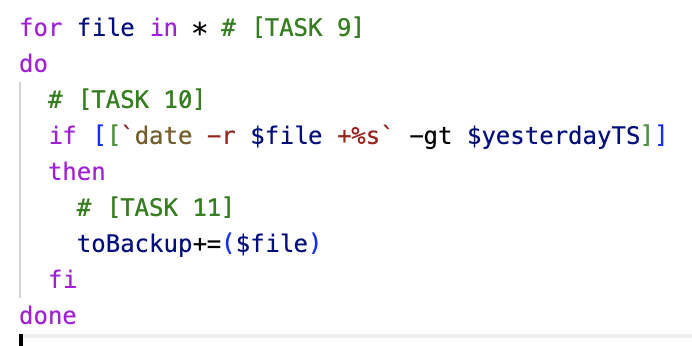 for file in * # [TASK 9]
do
# [TASK 10]
if [[`date -r $file +%s` -gt $yesterdayTS]]
then
# [TASK 11]
toBackup+=($file)
fi
done